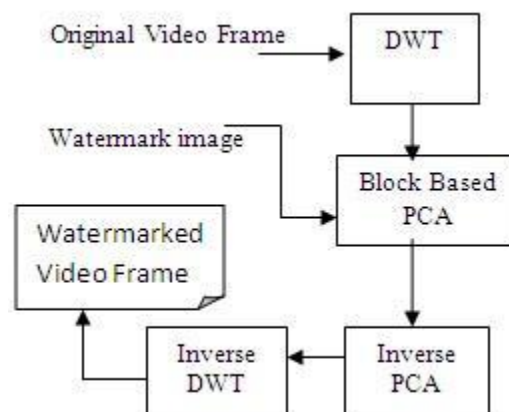 Original Video Frame
DWT
Watermark image
Block Based
PCA
Watermarked
Video Frame
Inverse
DWT
Inverse
PCA